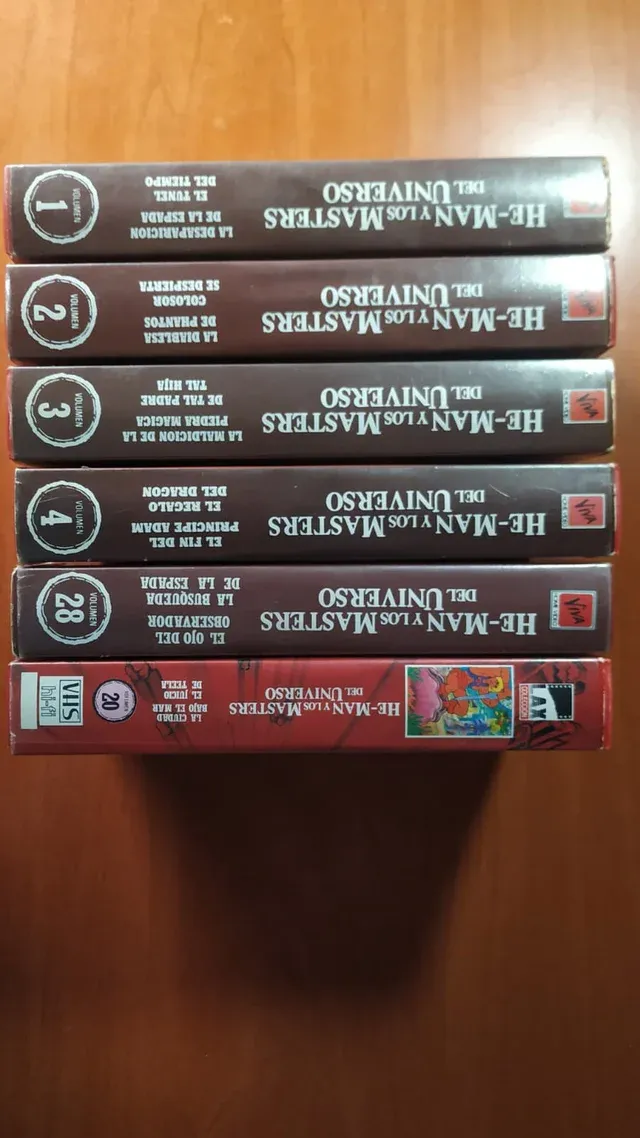 HE-MAN Y LOS MASTERS
DEL UNIVERSO
LA DESAPARICION
DE LA ESPADA
EL TUNEL
DEL TIEMPO
VOLUMEN
1
HE-MAN Y LOS MASTERS
DEL UNIVERSO
LA DIABLESA
DE PHANTOS
COLOSOR
SE DESPIERTA
VOLUMEN
2
VIVA
HE-MAN Y LOS MASTERS
DEL UNIVERSO
LA MALDICION DE LA
PIEDRA MAGICA
DE TAL PADRE
TAL HIJA
VOLUMEN
3
VIVA
HE-MAN Y LOS MASTERS
DEL UNIVERSO
EL FIN DEL
PRINCIPE ADAM
EL REGALO
DEL DRAGON
VOLUMEN
4
VIVA
HE-MAN Y LOS MASTERS
DEL UNIVERSO
EL OJO DEL
OBSERVADOR
LA BUSQUEDA
DE LA ESPADA
VOLUMEN
28
COLECCION
HE-MAN Y LOS MASTERS
DEL UNIVERSO
LA CIUDAD
BAJO EL MAR
EL JUICIO
DE TEELA
20
VHS